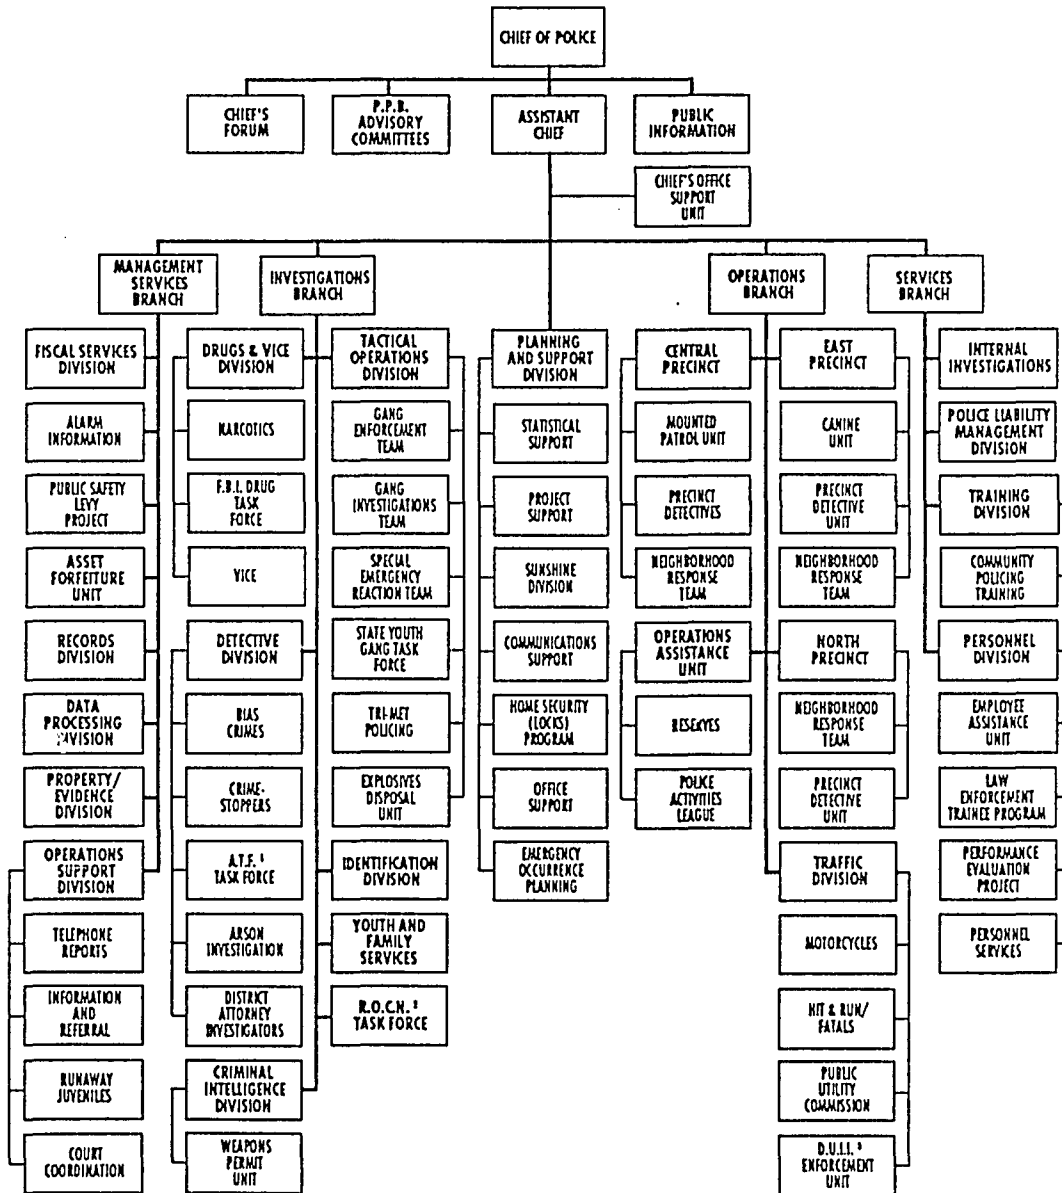 CHIEF OF POLICE
CHIEF'S
FORUM
P.P.B.
ADVISORY
COMMITTEES
ASSISTANT
CHIEF
PUBLIC
INFORMATION
CHIEF'S OFFICE
SUPPORT
UNIT
MANAGEMENT
SERVICES
BRANCH
INVESTIGATIONS
BRANCH
OPERATIONS
BRANCH
SERVICES
BRANCH
FISCAL SERVICES
DIVISION
ALARM
INFORMATION
PUBLIC SAFETY
LEVY
PROJECT
ASSET
FORFEITURE
UNIT
RECORDS
DIVISION
DATA
PROCESSING
DIVISION
PROPERTY/
EVIDENCE
DIVISION
OPERATIONS
SUPPORT
DIVISION
TELEPHONE
REPORTS
INFORMATION
AND
REFERRAL
RUNAWAY
JUVENILES
COURT
COORDINATION
DRUGS & VICE
DIVISION
NARCOTICS
F.B.I. DRUG
TASK
FORCE
VICE
DETECTIVE
DIVISION
BIAS
CRIMES
CRIME-
STOPPERS
A.T.F.¹
TASK FORCE
ARSON
INVESTIGATION
DISTRICT
ATTORNEY
INVESTIGATORS
CRIMINAL
INTELLIGENCE
DIVISION
WEAPONS
PERMIT
UNIT
TACTICAL
OPERATIONS
DIVISION
GANG
ENFORCEMENT
TEAM
GANG
INVESTIGATIONS
TEAM
SPECIAL
EMERGENCY
REACTION TEAM
STATE YOUTH
GANG TASK
FORCE
TRI-MET
POLICING
EXPLOSIVES
DISPOSAL
UNIT
IDENTIFICATION
DIVISION
YOUTH AND
FAMILY
SERVICES
R.O.C.N.²
TASK FORCE
PLANNING
AND SUPPORT
DIVISION
STATISTICAL
SUPPORT
PROJECT
SUPPORT
SUNSHINE
DIVISION
COMMUNICATIONS
SUPPORT
HOME SECURITY
(LOCKS)
PROGRAM
OFFICE
SUPPORT
EMERGENCY
OCCURRENCE
PLANNING
CENTRAL
PRECINCT
MOUNTED
PATROL UNIT
PRECINCT
DETECTIVES
NEIGHBORHOOD
RESPONSE
TEAM
OPERATIONS
ASSISTANCE
UNIT
RESERVES
POLICE
ACTIVITIES
LEAGUE
EAST
PRECINCT
CANINE
UNIT
PRECINCT
DETECTIVE
UNIT
NEIGHBORHOOD
RESPONSE
TEAM
NORTH
PRECINCT
NEIGHBORHOOD
RESPONSE
TEAM
PRECINCT
DETECTIVE
UNIT
TRAFFIC
DIVISION
MOTORCYCLES
HIT & RUN/
FATALS
PUBLIC
UTILITY
COMMISSION
D.U.I.I.³
ENFORCEMENT
UNIT
INTERNAL
INVESTIGATIONS
POLICE LIABILITY
MANAGEMENT
DIVISION
TRAINING
DIVISION
COMMUNITY
POLICING
TRAINING
PERSONNEL
DIVISION
EMPLOYEE
ASSISTANCE
UNIT
LAW
ENFORCEMENT
TRAINEE PROGRAM
PERFORMANCE
EVALUATION
PROJECT
PERSONNEL
SERVICES